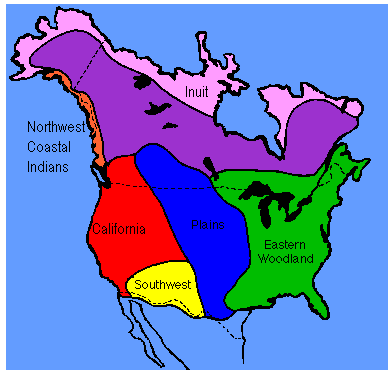 Inuit
Northwest
Coastal
Indians
California
Plains
Eastern
Woodland
Southwest